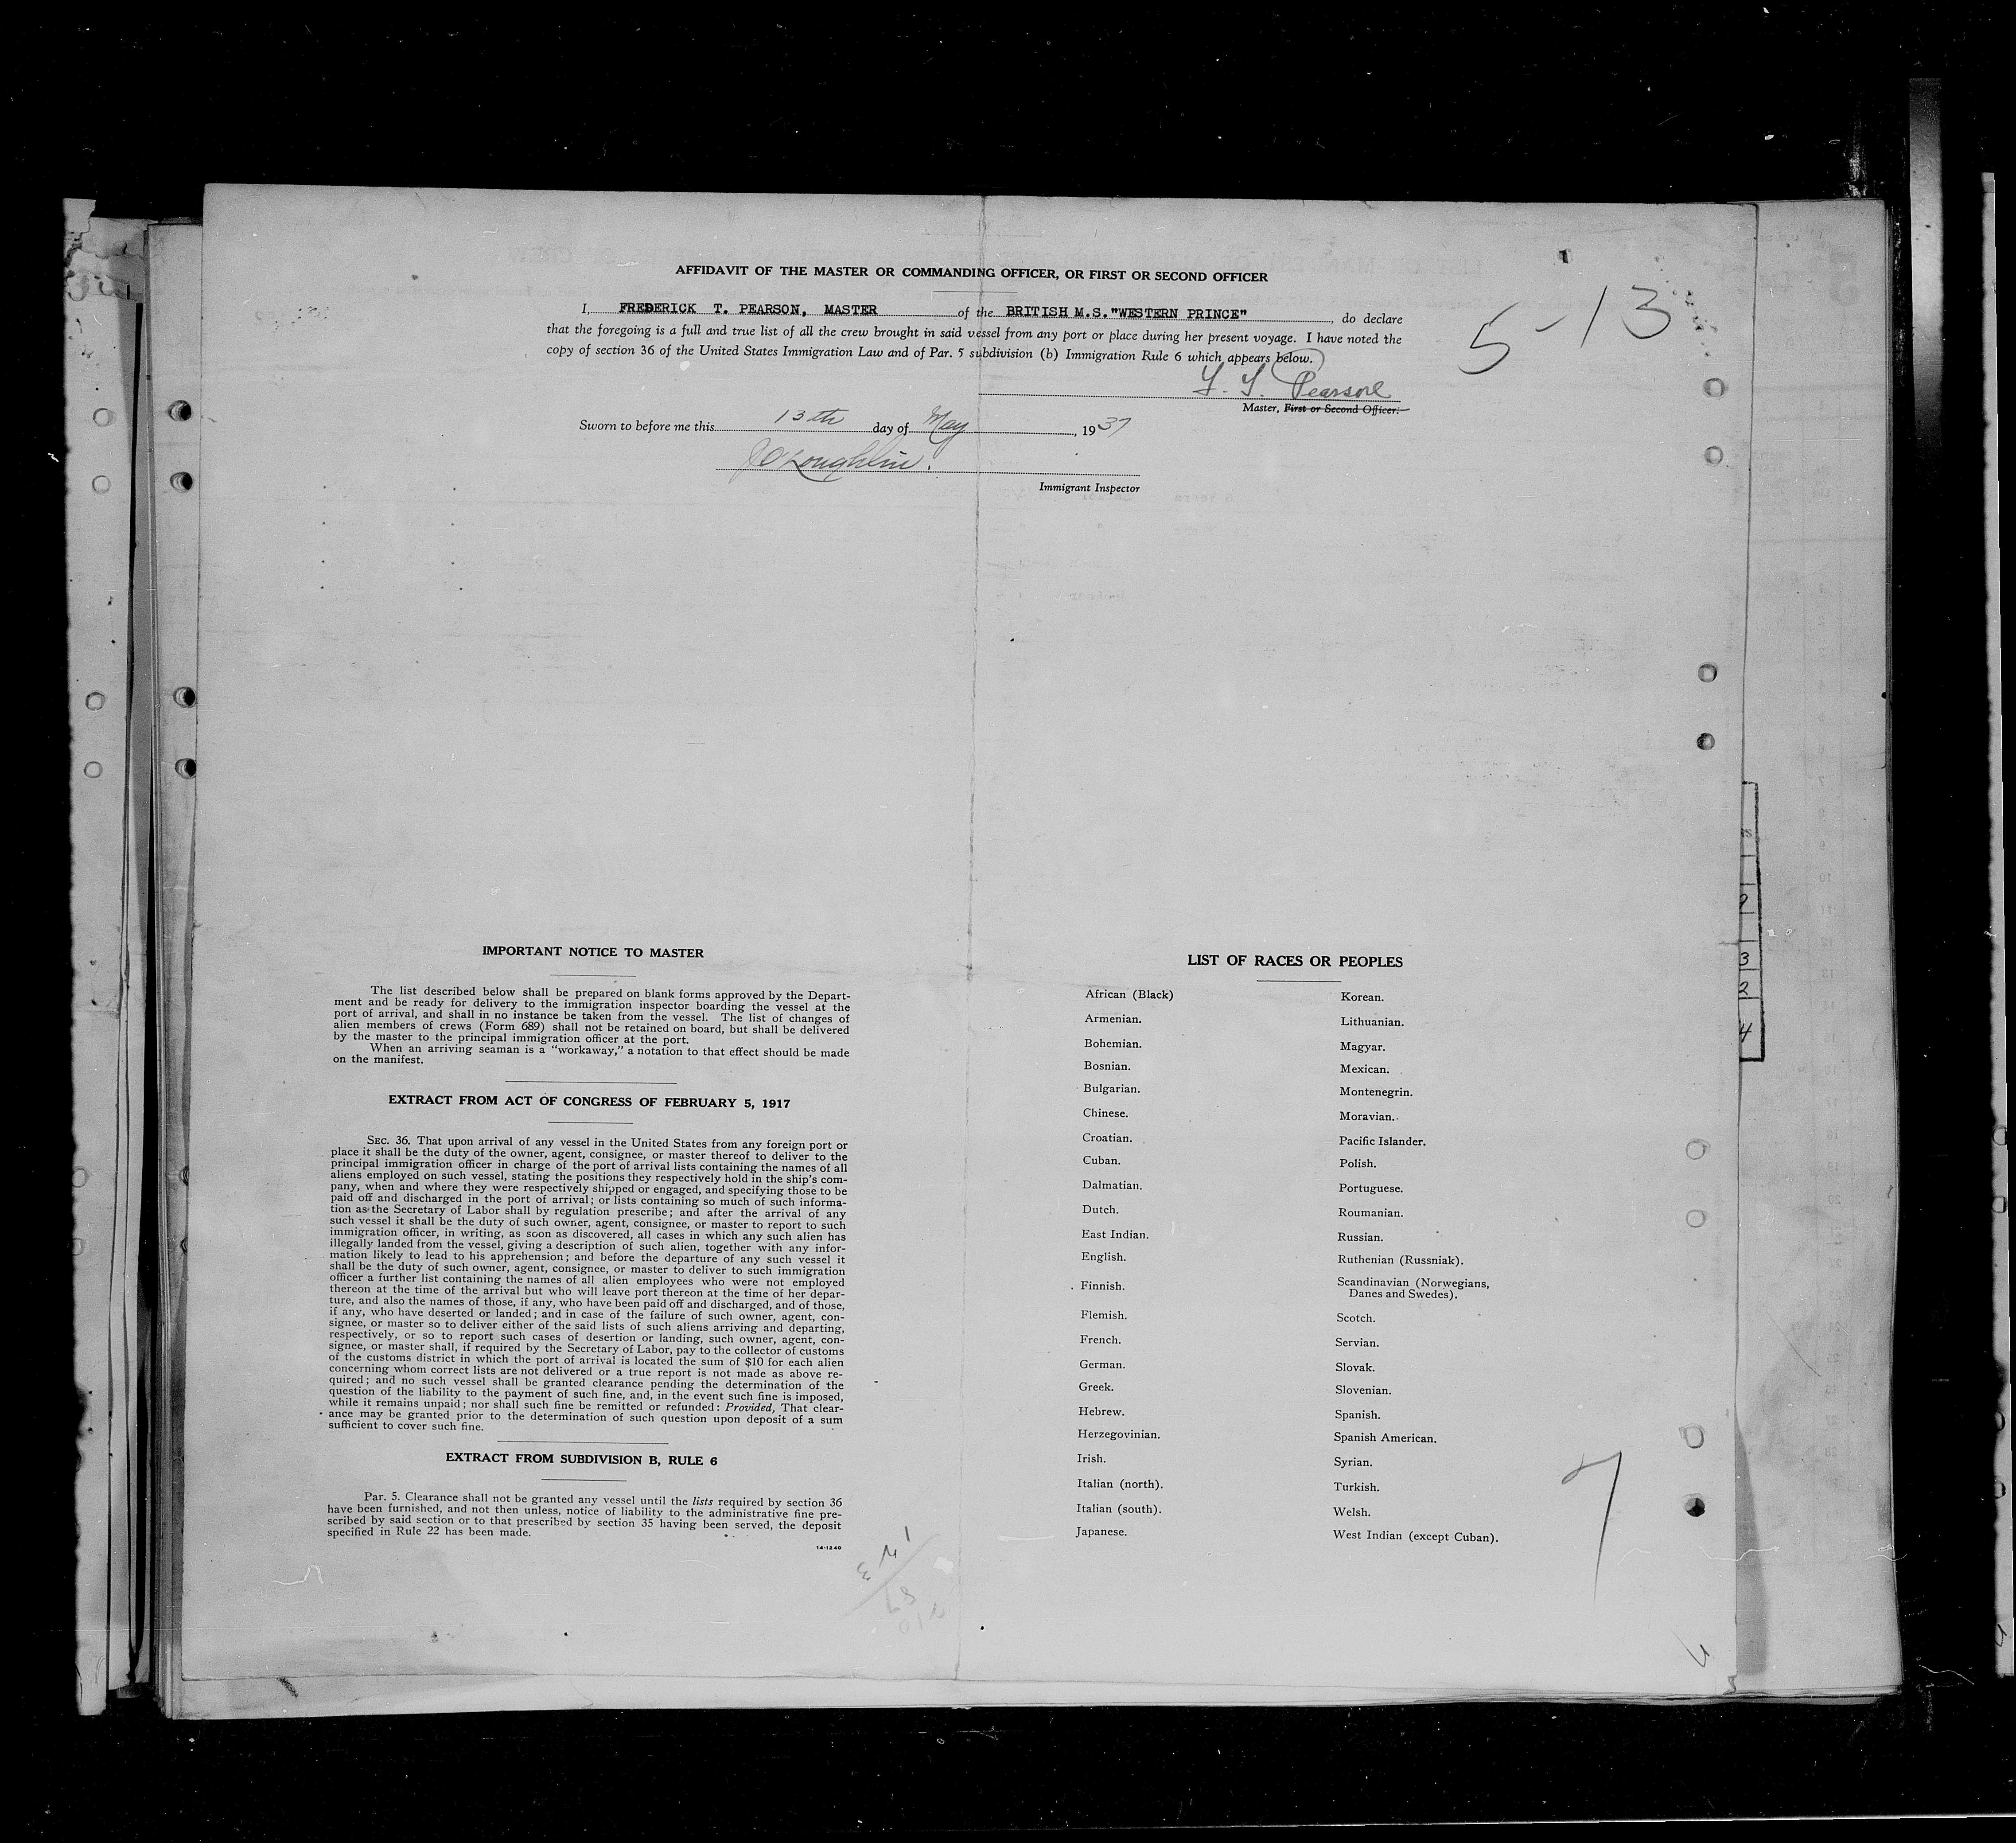 AFFIDAVIT OF THE MASTER OR COMMANDING OFFICER, OR FIRST OR SECOND OFFICER
I, FREDERICK T. PEARSON, MASTER of the BRITISH M.S. "WESTERN PRINCE", do declare
that the foregoing is a full and true list of all the crew brought in said vessel from any port or place during her present voyage. I have noted the
copy of section 36 of the United States Immigration Law and of Par. 5 subdivision (b) Immigration Rule 6 which appears below.
5-13
Pearson
Master, First or Second Officer.
Sworn to before me this 13th day of May, 1937
J O'Loughlin.
Immigrant Inspector
IMPORTANT NOTICE TO MASTER
The list described below shall be prepared on blank forms approved by the Depart-
ment and be ready for delivery to the immigration inspector boarding the vessel at the
port of arrival, and shall in no instance be taken from the vessel. The list of changes of
alien members of crews (Form 689) shall not be retained on board, but shall be delivered
by the master to the principal immigration officer at the port.
When an arriving seaman is a "workaway," a notation to that effect should be made
on the manifest.
EXTRACT FROM ACT OF CONGRESS OF FEBRUARY 5, 1917
SEC. 36. That upon arrival of any vessel in the United States from any foreign port or
place it shall be the duty of the owner, agent, consignee, or master thereof to deliver to the
principal immigration officer in charge of the port of arrival lists containing the names of all
aliens employed on such vessel, stating the positions they respectively hold in the ship's com-
pany, when and where they were respectively shipped or engaged, and specifying those to be
paid off and discharged in the port of arrival; or lists containing so much of such informa-
tion as the Secretary of Labor shall by regulation prescribe; and after the arrival of any
such vessel it shall be the duty of such owner, agent, consignee, or master to report to such
immigration officer, in writing, as soon as discovered, all cases in which any such alien has
illegally landed from the vessel, giving a description of such alien, together with any infor-
mation likely to lead to his apprehension; and before the departure of any such vessel it
shall be the duty of such owner, agent, consignee, or master to deliver to such immigration
officer a further list containing the names of all alien employees who were not employed
thereon at the time of the arrival but who will leave port thereon at the time of her depar-
ture, and also the names of those, if any, who have been paid off and discharged, and of those,
if any, who have deserted or landed; and in case of the failure of such owner, agent, con-
signee, or master so to deliver either of the said lists of such aliens arriving and departing,
respectively, or so to report such cases of desertion or landing, such owner, agent, con-
signee, or master shall, if required by the Secretary of Labor, pay to the collector of customs
of the customs district in which the port of arrival is located the sum of $10 for each alien
concerning whom correct lists are not delivered or a true report is not made as above re-
quired; and no such vessel shall be granted clearance pending the determination of the
question of the liability to the payment of such fine, and, in the event such fine is imposed,
while it remains unpaid; nor shall such fine be remitted or refunded: Provided, That clear-
ance may be granted prior to the determination of such question upon deposit of a sum
sufficient to cover such fine.
EXTRACT FROM SUBDIVISION B, RULE 6
Par. 5. Clearance shall not be granted any vessel until the lists required by section 36
have been furnished, and not then unless, notice of liability to the administrative fine pre-
scribed by said section or to that prescribed by section 35 having been served, the deposit
specified in Rule 22 has been made.
14-1240
LIST OF RACES OR PEOPLES
African (Black)
Armenian.
Bohemian.
Bosnian.
Bulgarian.
Chinese.
Croatian.
Cuban.
Dalmatian.
Dutch.
East Indian.
English.
Finnish.
Flemish.
French.
German.
Greek.
Hebrew.
Herzegovinian.
Irish.
Italian (north).
Italian (south).
Japanese.
Korean.
Lithuanian.
Magyar.
Mexican.
Montenegrin.
Moravian.
Pacific Islander.
Polish.
Portuguese.
Roumanian.
Russian.
Ruthenian (Russniak).
Scandinavian (Norwegians,
Danes and Swedes).
Scotch.
Servian.
Slovak.
Slovenian.
Spanish.
Spanish American.
Syrian.
Turkish.
Welsh.
West Indian (except Cuban).
7
3
2
4